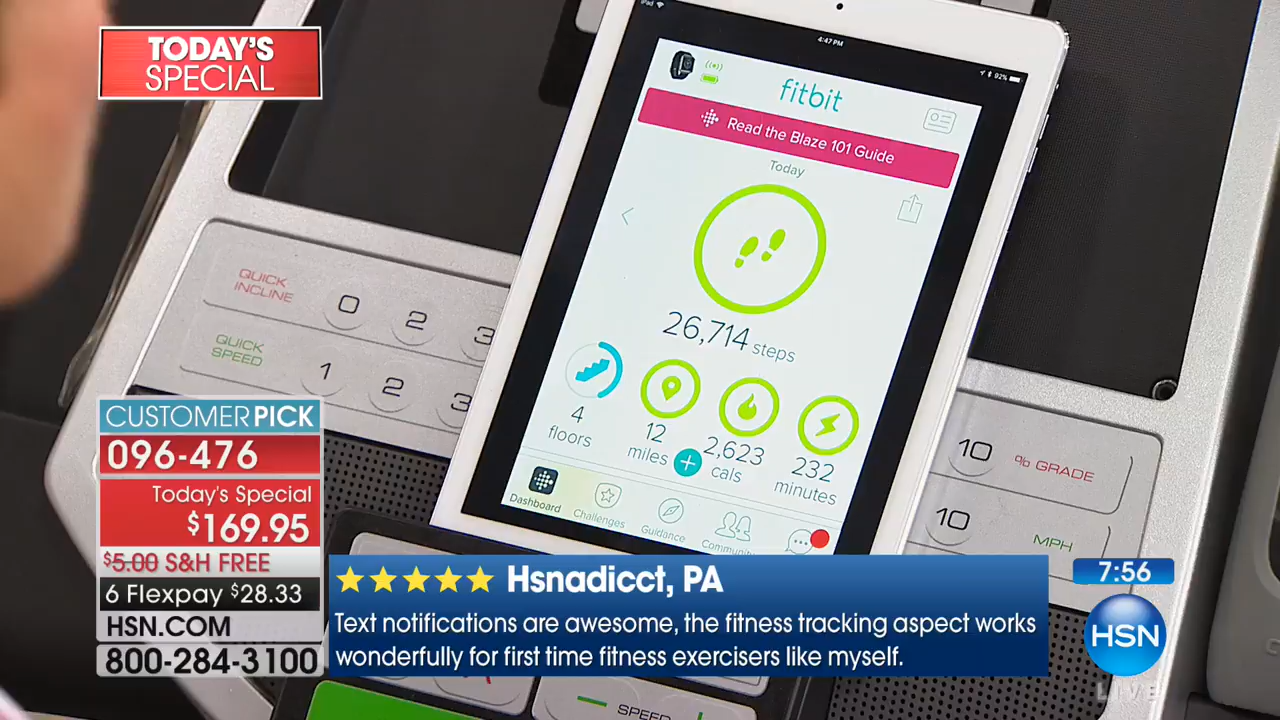 TODAY'S
SPECIAL
iPad
4:47 PM
92%
fitbit
Read the Blaze 101 Guide
Today
26,714 steps
4
floors
12
miles
2,623
cals
232
minutes
Dashboard
Challenges
Guidance
Community
QUICK
INCLINE
0 2 3
QUICK
SPEED
1 2 3
10 % GRADE
10 MPH
SPEED
CUSTOMER PICK
096-476
Today's Special
$169.95
$5.00 S&H FREE
6 Flexpay $28.33
HSN.COM
800-284-3100
Hsnadicct, PA
Text notifications are awesome, the fitness tracking aspect works
wonderfully for first time fitness exercisers like myself.
7:56
HSN
LIVE